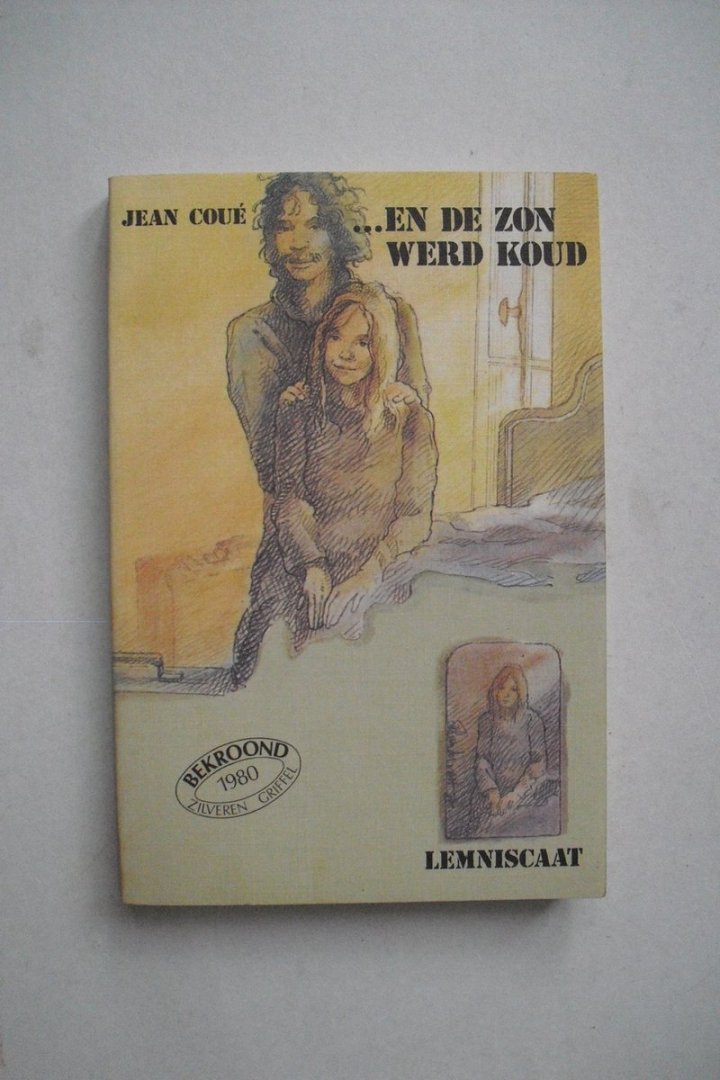 JEAN COUÉ
...EN DE ZON
WERD KOUD
BEKROOND
1980
ZILVEREN GRIFFEL
LEMNISCAAT